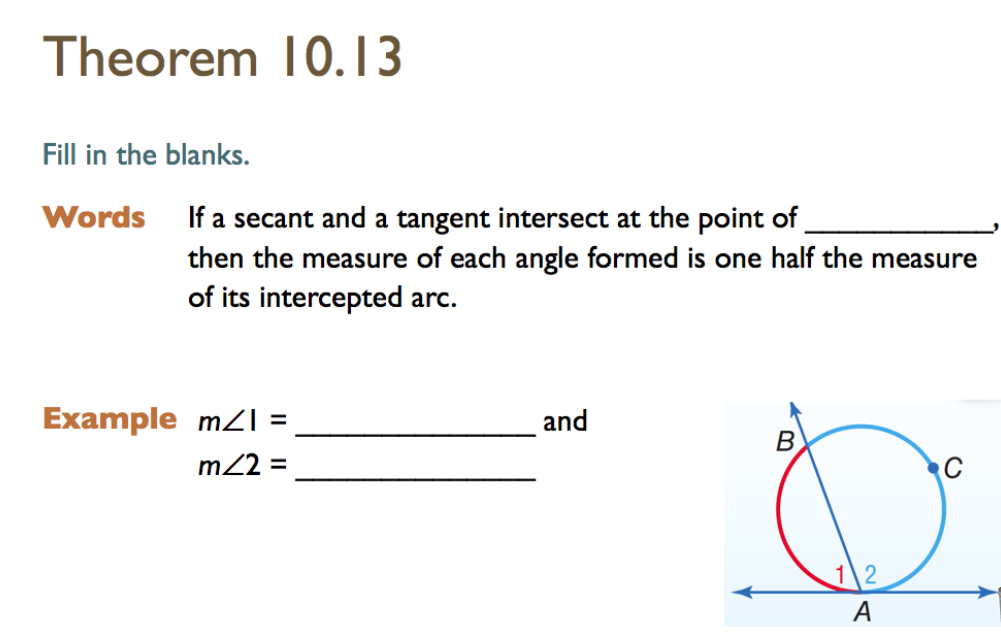 Theorem 10.13
Fill in the blanks.
Words If a secant and a tangent intersect at the point of ____________,
then the measure of each angle formed is one half the measure
of its intercepted arc.
Example m∠1 = ________________ and
m∠2 = ________________
B
C
1 2
A